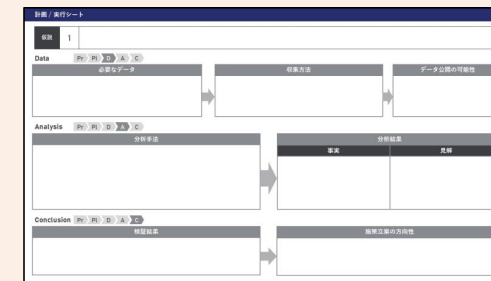 計画 / 実行シート
仮説 1
Data Pr Pl D A C
必要なデータ 収集方法 データ公開の可能性
Analysis Pr Pl D A C
分析手法 分析結果
事実 見解
Conclusion Pr Pl D A C
検証結果 施策立案の方向性